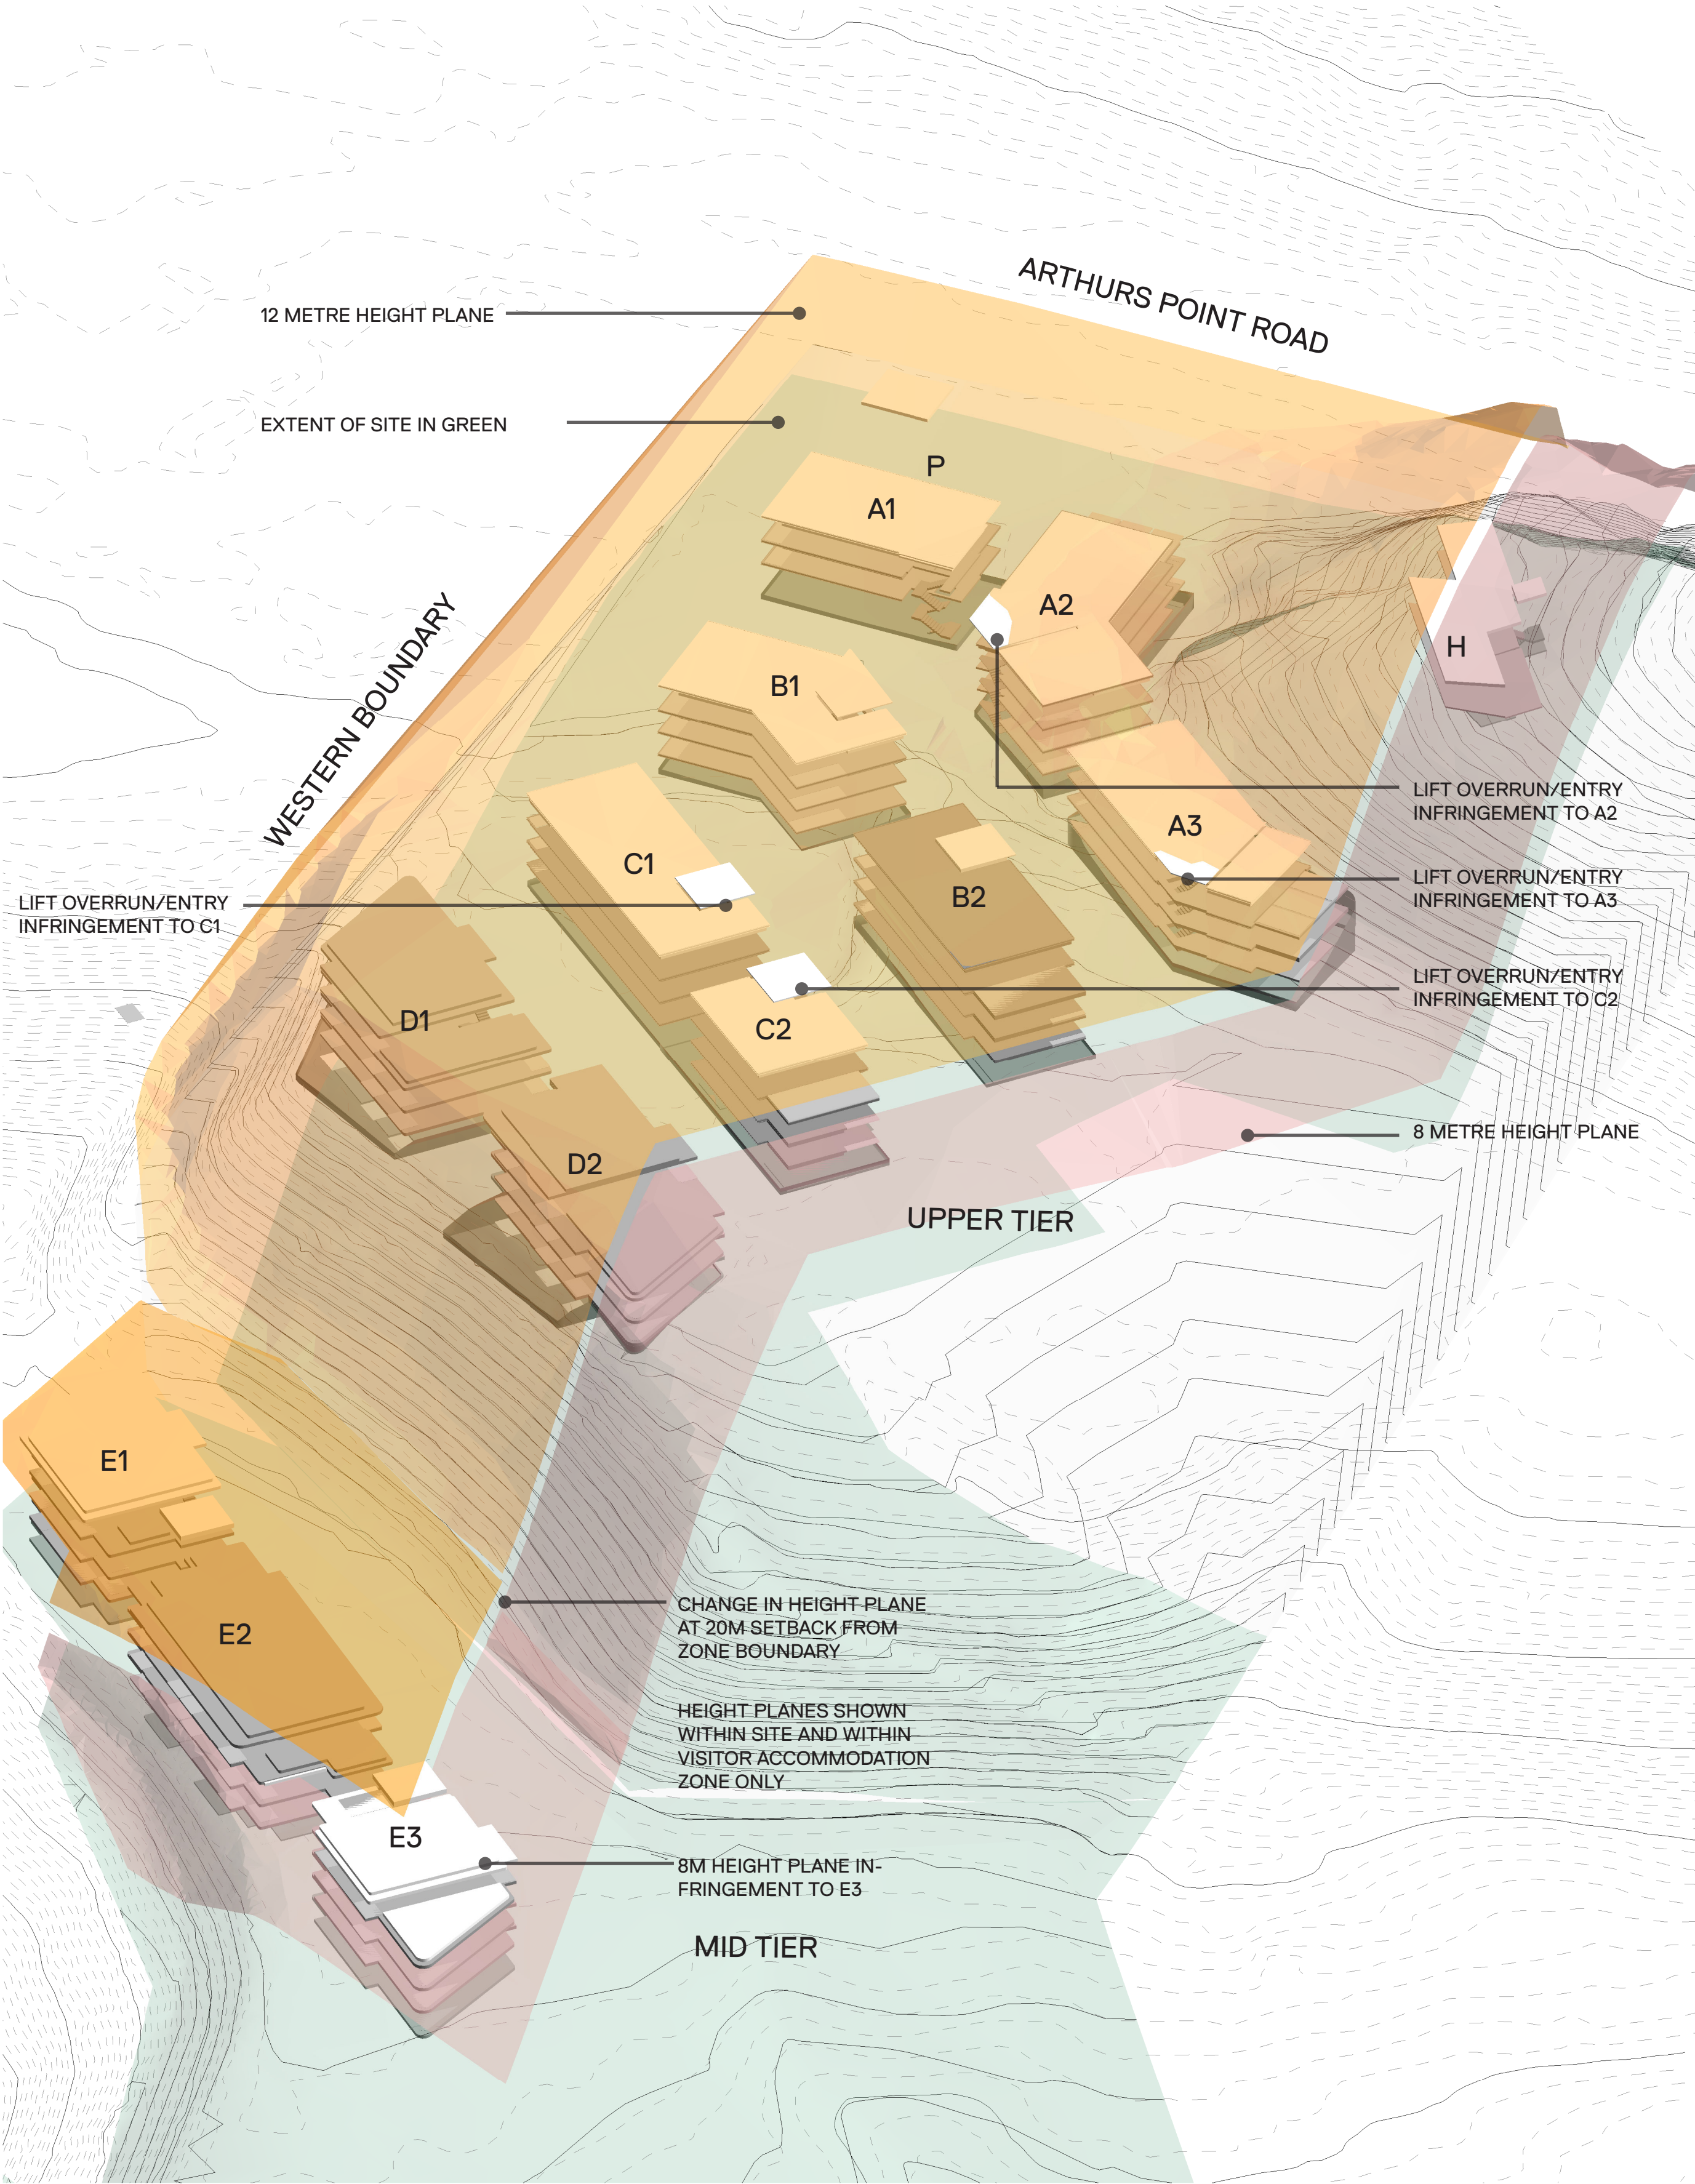 ARTHURS POINT ROAD
12 METRE HEIGHT PLANE
EXTENT OF SITE IN GREEN
P
A1
A2
WESTERN BOUNDARY
H
B1
LIFT OVERRUN/ENTRY
INFRINGEMENT TO A2
A3
C1
B2
LIFT OVERRUN/ENTRY
INFRINGEMENT TO A3
LIFT OVERRUN/ENTRY
INFRINGEMENT TO C1
LIFT OVERRUN/ENTRY
INFRINGEMENT TO C2
D1
C2
8 METRE HEIGHT PLANE
D2
UPPER TIER
E1
CHANGE IN HEIGHT PLANE
AT 20M SETBACK FROM
ZONE BOUNDARY
E2
HEIGHT PLANES SHOWN
WITHIN SITE AND WITHIN
VISITOR ACCOMMODATION
ZONE ONLY
E3
8M HEIGHT PLANE IN-
FRINGEMENT TO E3
MID TIER